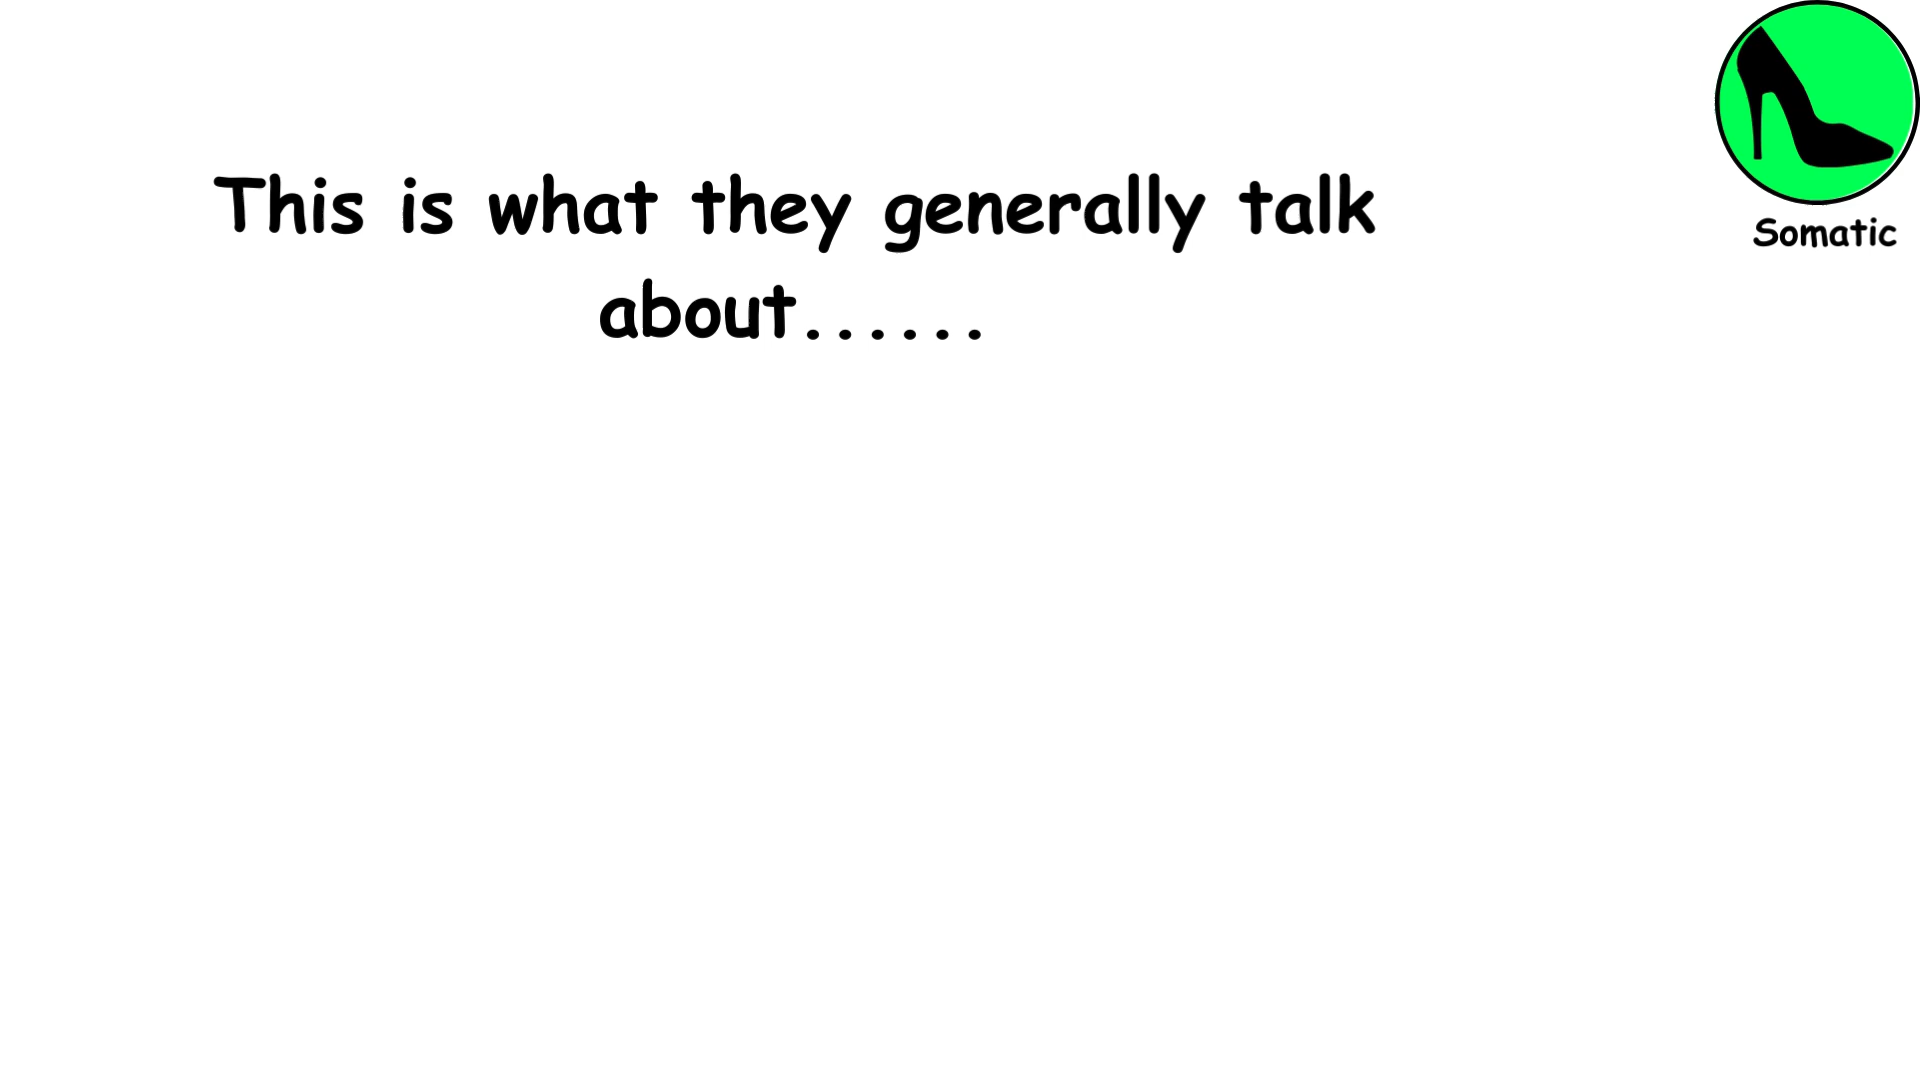 This is what they generally talk
about......
Somatic